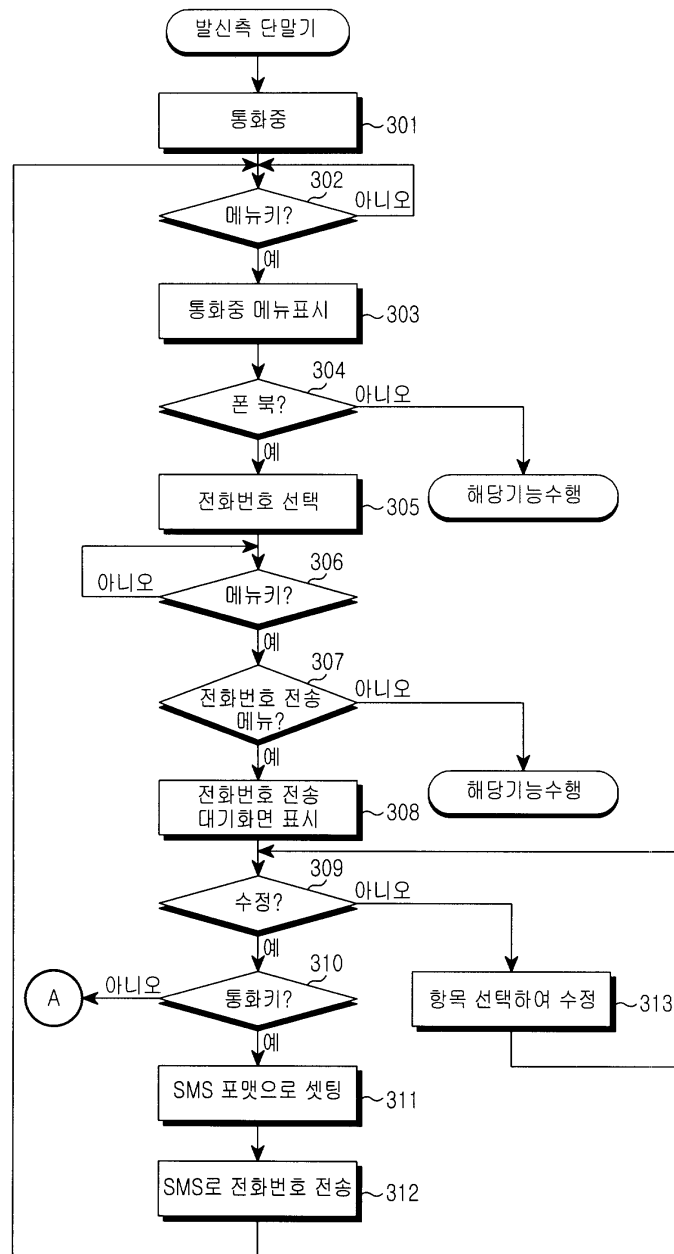 발신측 단말기
통화중
301
302
메뉴키?
아니오
예
통화중 메뉴표시
303
304
폰 북?
아니오
예
전화번호 선택
305
해당기능수행
306
아니오
메뉴키?
예
307
전화번호 전송
메뉴?
아니오
예
전화번호 전송
대기화면 표시
308
해당기능수행
309
수정?
아니오
예
310
A
아니오
통화키?
항목 선택하여 수정
313
예
SMS 포맷으로 셋팅
311
SMS로 전화번호 전송
312